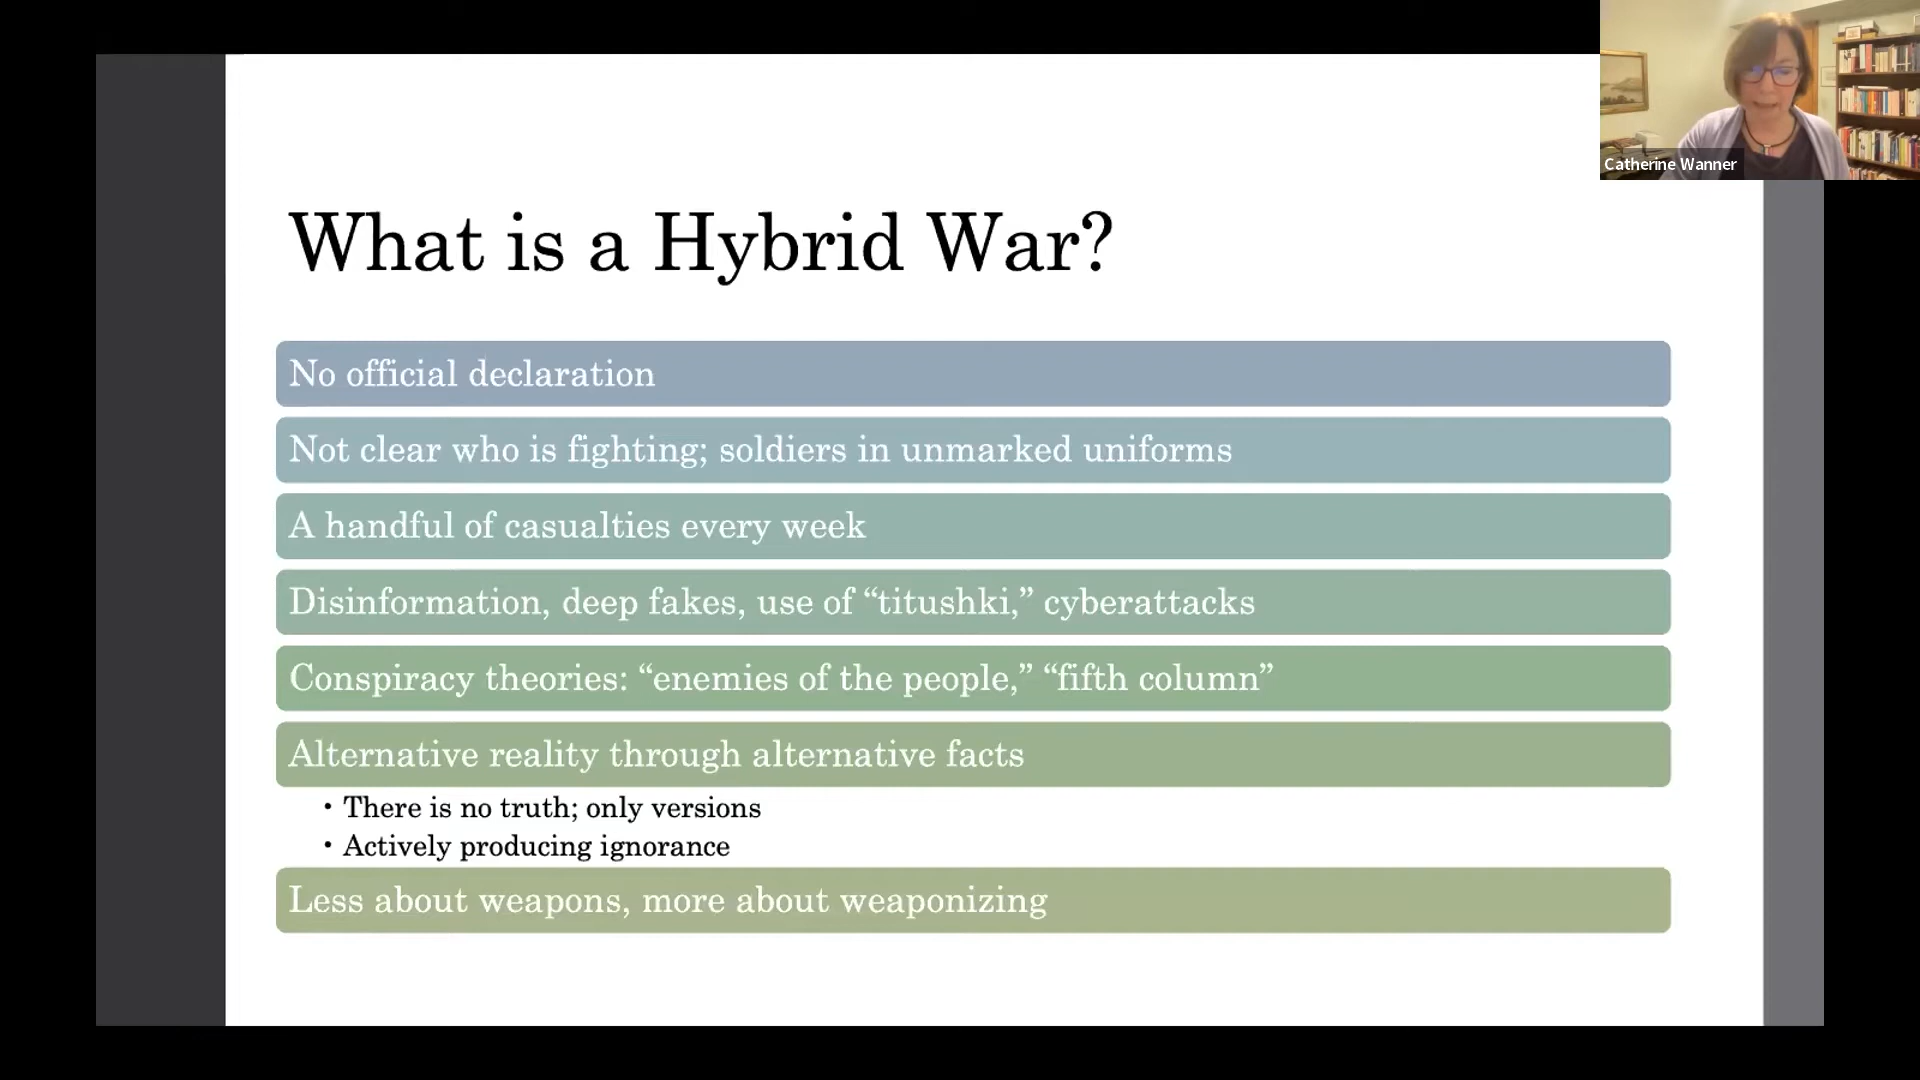 Catherine Wanner
What is a Hybrid War?
No official declaration
Not clear who is fighting; soldiers in unmarked uniforms
A handful of casualties every week
Disinformation, deep fakes, use of “titushki,” cyberattacks
Conspiracy theories: “enemies of the people,” “fifth column”
Alternative reality through alternative facts
• There is no truth; only versions
• Actively producing ignorance
Less about weapons, more about weaponizing